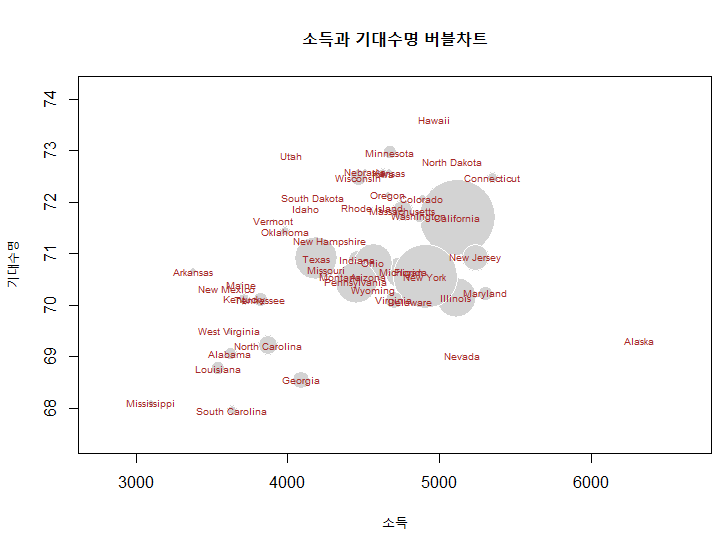 소득과 기대수명 버블차트
74
73
72
71
70
69
68
기대수명
Hawaii
Minnesota
Utah
North Dakota
Nebraska
Kansas
Iowa
Wisconsin
Connecticut
Oregon
Colorado
South Dakota
Rhode Island
Massachusetts
Idaho
Washington
California
Vermont
Oklahoma
New Hampshire
Texas
Indiana
Ohio
New Jersey
Missouri
Michigan
Florida
Arkansas
Montana
Arizona
New York
Pennsylvania
Maine
New Mexico
Wyoming
Maryland
Kentucky
Tennessee
Virginia
Delaware
Illinois
West Virginia
North Carolina
Alaska
Alabama
Nevada
Louisiana
Georgia
Mississippi
South Carolina
3000
4000
5000
6000
소득